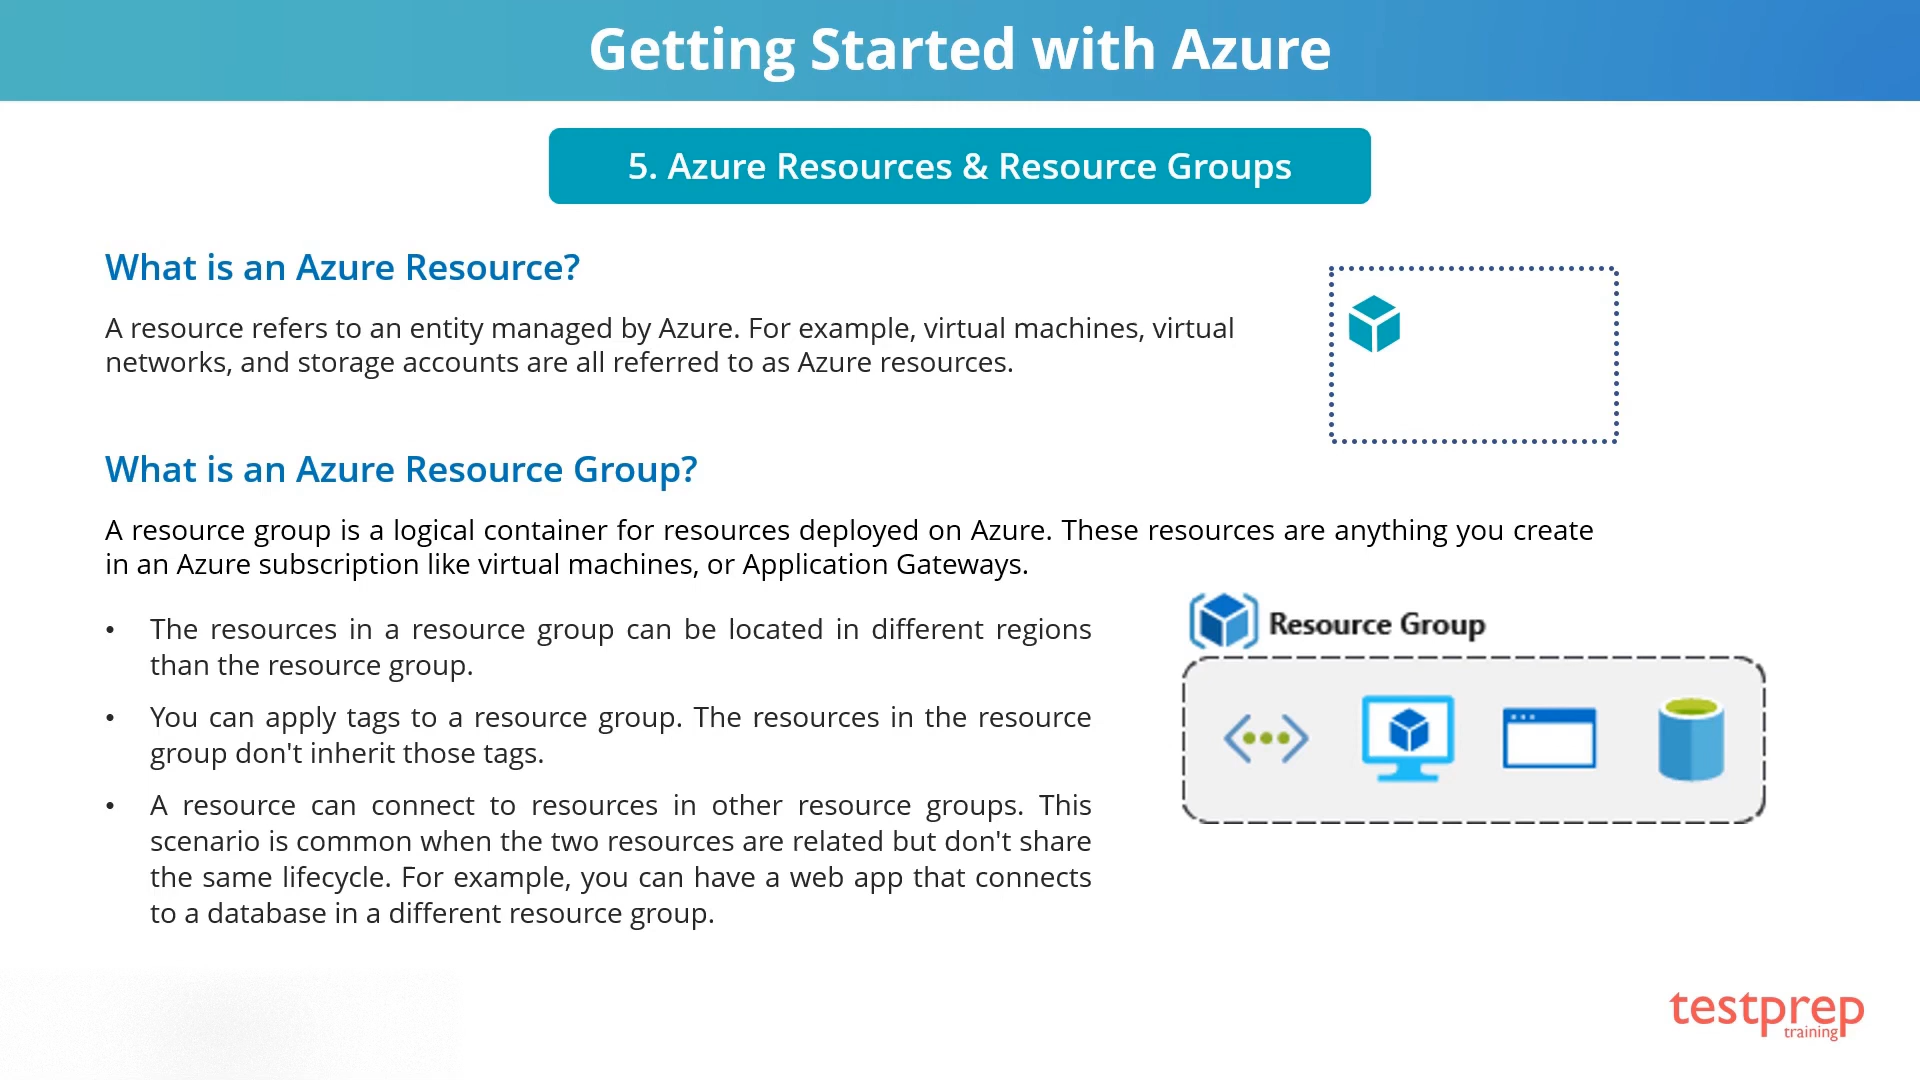 Getting Started with Azure
5. Azure Resources & Resource Groups
What is an Azure Resource?
A resource refers to an entity managed by Azure. For example, virtual machines, virtual
networks, and storage accounts are all referred to as Azure resources.
What is an Azure Resource Group?
A resource group is a logical container for resources deployed on Azure. These resources are anything you create
in an Azure subscription like virtual machines, or Application Gateways.
• The resources in a resource group can be located in different regions
than the resource group.
• You can apply tags to a resource group. The resources in the resource
group don't inherit those tags.
• A resource can connect to resources in other resource groups. This
scenario is common when the two resources are related but don't share
the same lifecycle. For example, you can have a web app that connects
to a database in a different resource group.
Resource Group
testprep
training